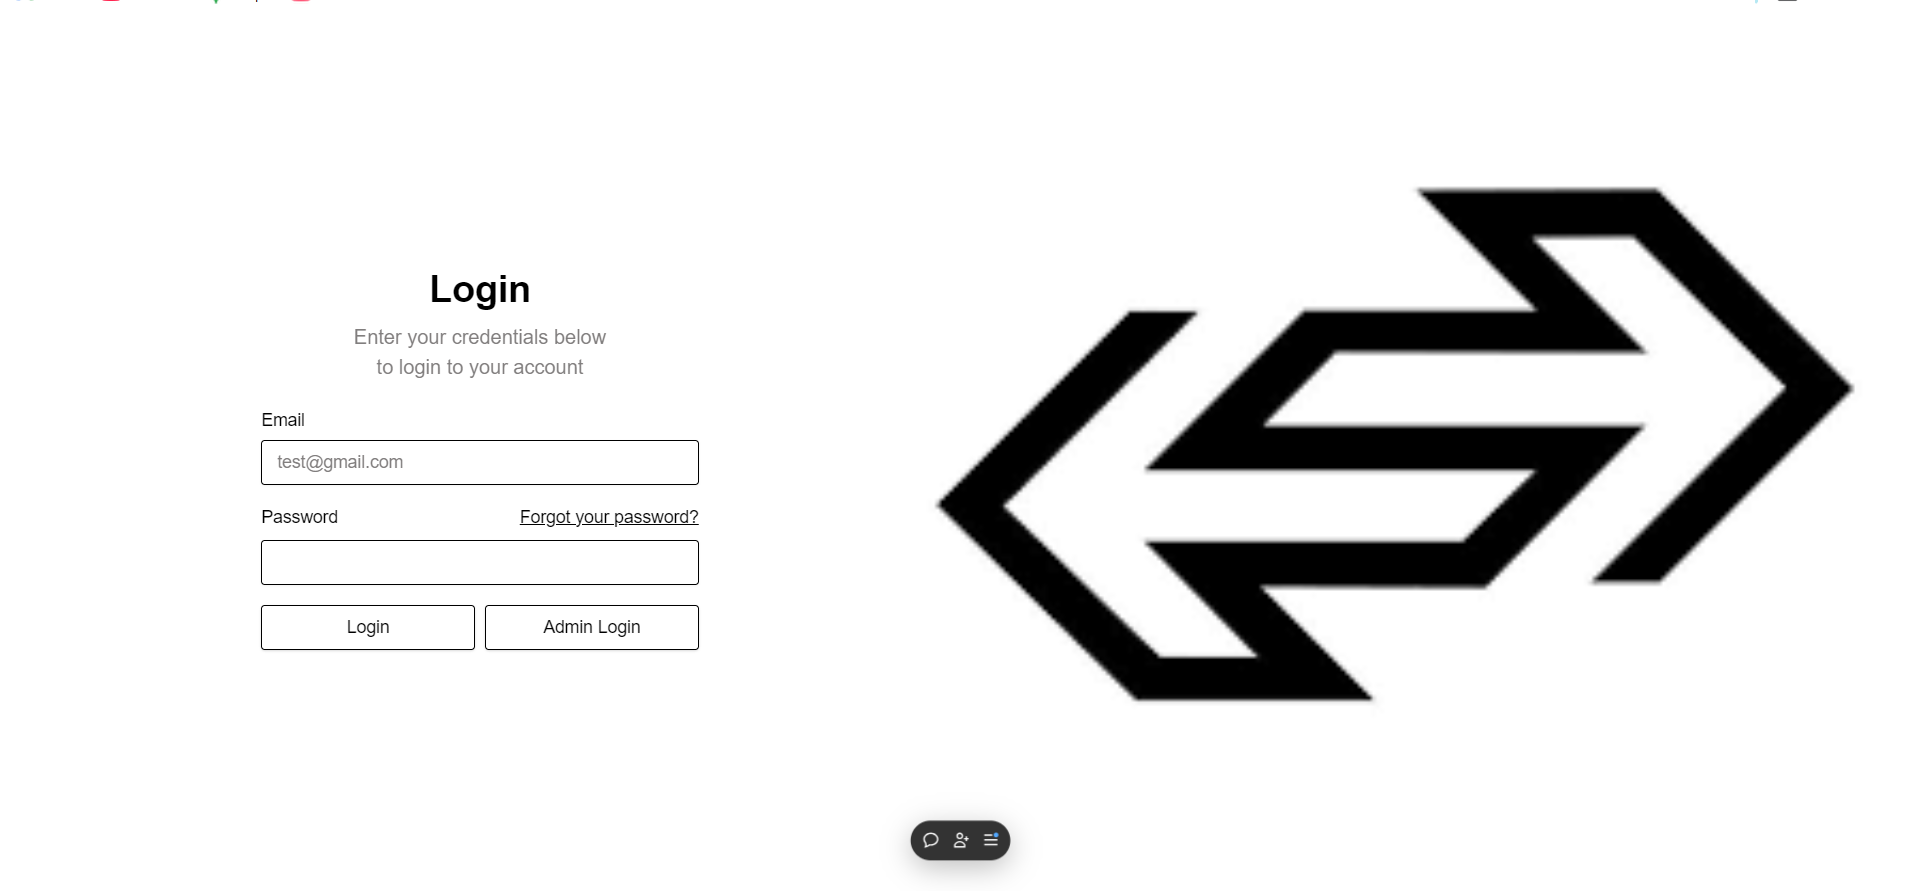 Login
Enter your credentials below
to login to your account
Email
test@gmail.com
Password
Forgot your password?
Login
Admin Login